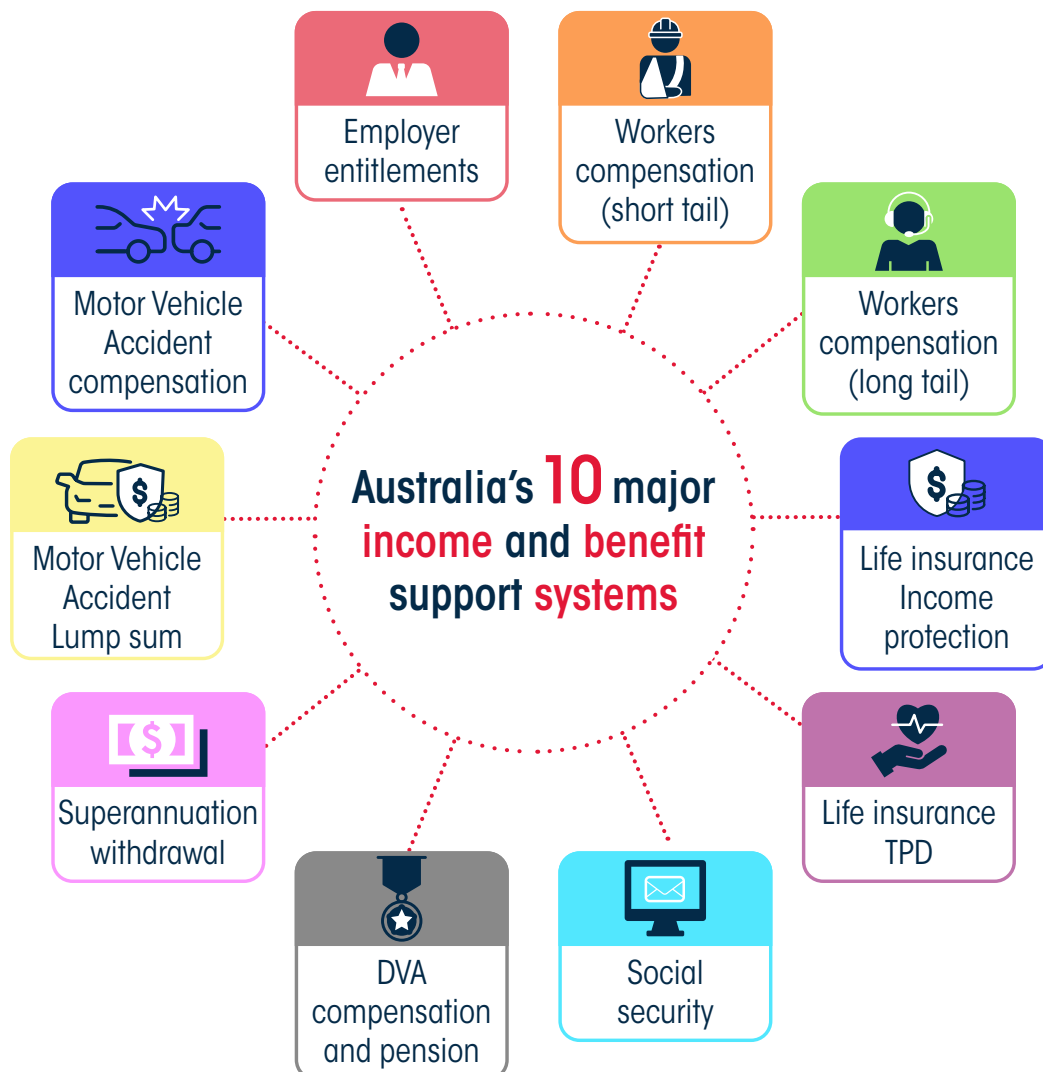 Employer
entitlements
Workers
compensation
(short tail)
Workers
compensation
(long tail)
Life insurance
Income
protection
Life insurance
TPD
Social
security
DVA
compensation
and pension
Superannuation
withdrawal
Motor Vehicle
Accident
Lump sum
Motor Vehicle
Accident
compensation
Australia's 10 major
income and benefit
support systems
$
$
$